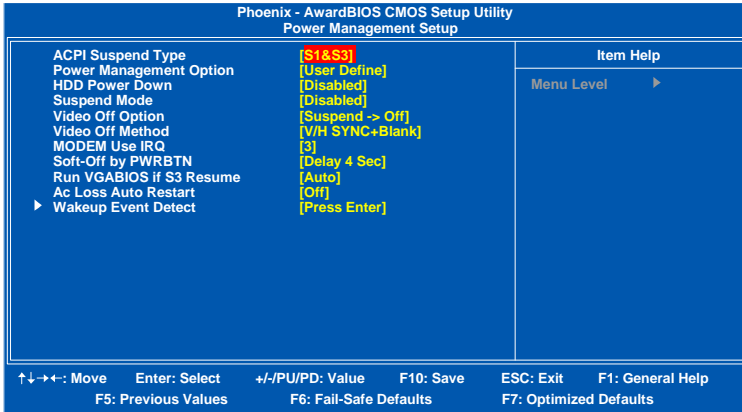 Phoenix - AwardBIOS CMOS Setup Utility
Power Management Setup
ACPI Suspend Type [S1&S3]
Power Management Option [User Define]
HDD Power Down [Disabled]
Suspend Mode [Disabled]
Video Off Option [Suspend -> Off]
Video Off Method [V/H SYNC+Blank]
MODEM Use IRQ [3]
Soft-Off by PWRBTN [Delay 4 Sec]
Run VGABIOS if S3 Resume [Auto]
Ac Loss Auto Restart [Off]
Wakeup Event Detect [Press Enter]
Item Help
Menu Level
↑↓→←: Move Enter: Select +/-/PU/PD: Value F10: Save ESC: Exit F1: General Help
F5: Previous Values F6: Fail-Safe Defaults F7: Optimized Defaults